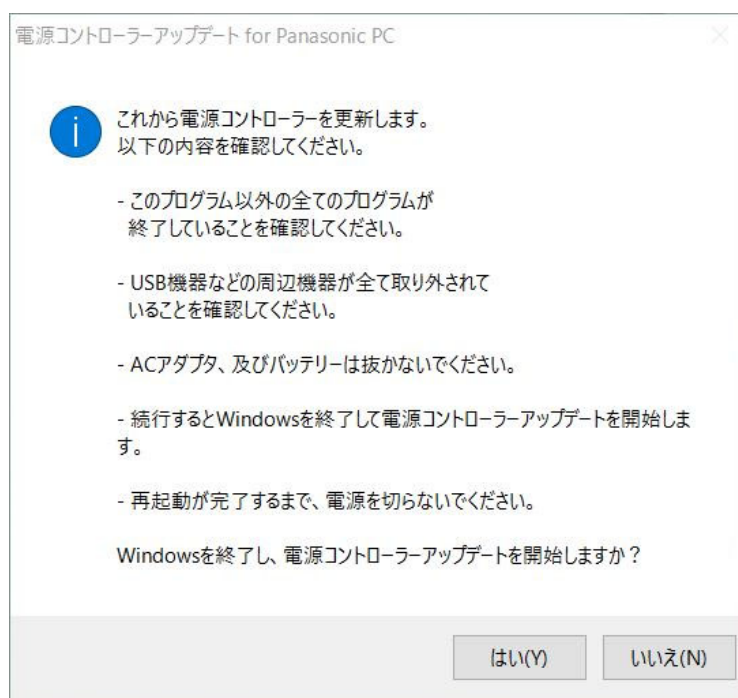 電源コントローラーアップデート for Panasonic PC
これから電源コントローラーを更新します。
以下の内容を確認してください。
- このプログラム以外の全てのプログラムが
終了していることを確認してください。
- USB機器などの周辺機器が全て取り外されて
いることを確認してください。
- ACアダプタ、及びバッテリーは抜かないでください。
- 続行するとWindowsを終了して電源コントローラーアップデートを開始しま
す。
- 再起動が完了するまで、電源を切らないでください。
Windowsを終了し、電源コントローラーアップデートを開始しますか？
はい(Y)
いいえ(N)